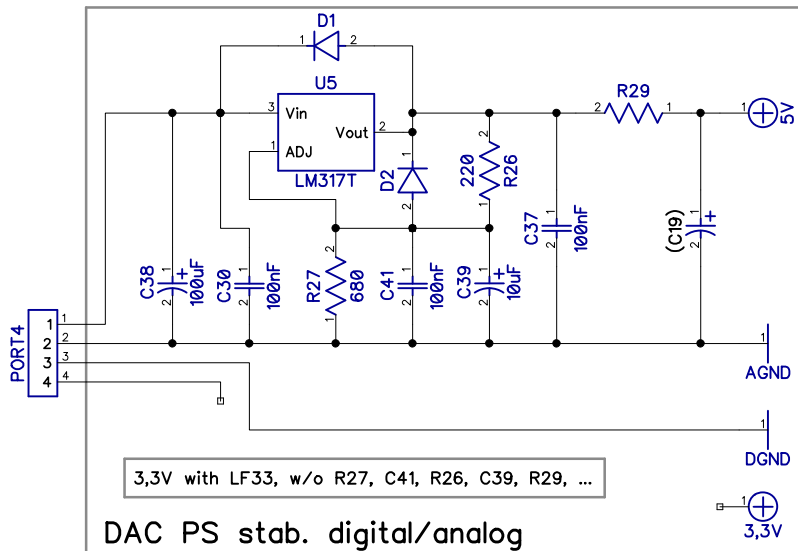 D1
1
2
U5
3
Vin
Vout
2
1
ADJ
LM317T
D2
1
2
2
220
R26
1
2
R29
1
1
5V
C38
1
2
100uF
C30
1
2
100nF
R27
2
1
680
C41
1
2
100nF
C39
1
2
10uF
C37
1
2
100nF
(C19)
1
2
PORT4
1
2
3
4
1
2
3
4
1
AGND
1
DGND
1
3,3V
3,3V with LF33, w/o R27, C41, R26, C39, R29, ...
DAC PS stab. digital/analog